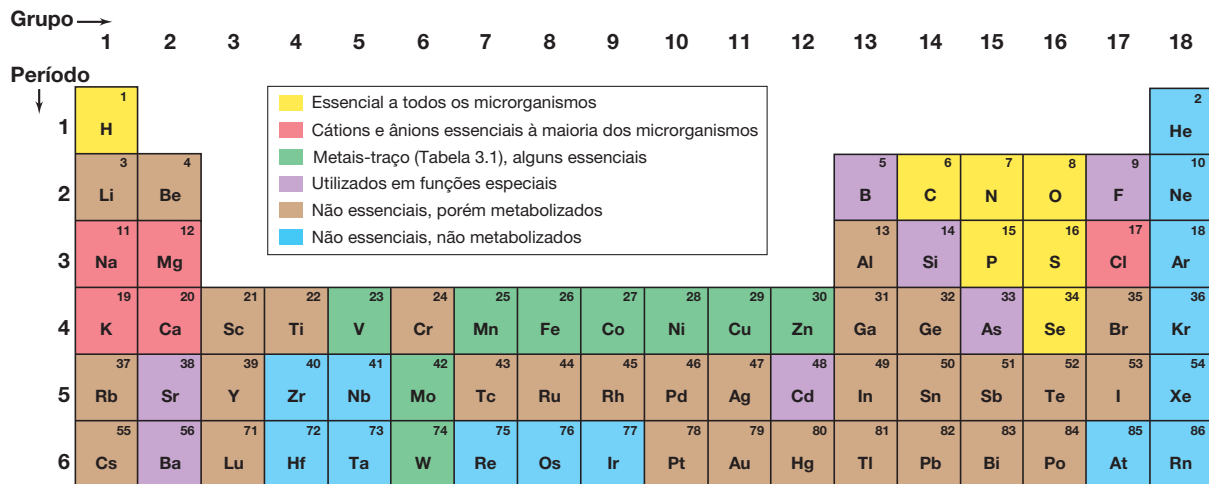 Grupo
1 2 3 4 5 6 7 8 9 10 11 12 13 14 15 16 17 18
Período
Essencial a todos os microrganismos
Cátions e ânions essenciais à maioria dos microrganismos
Metais-traço (Tabela 3.1), alguns essenciais
Utilizados em funções especiais
Não essenciais, porém metabolizados
Não essenciais, não metabolizados
1 2
1 H He
3 4 5 6 7 8 9 10
2 Li Be B C N O F Ne
11 12 13 14 15 16 17 18
3 Na Mg Al Si P S Cl Ar
19 20 21 22 23 24 25 26 27 28 29 30 31 32 33 34 35 36
4 K Ca Sc Ti V Cr Mn Fe Co Ni Cu Zn Ga Ge As Se Br Kr
37 38 39 40 41 42 43 44 45 46 47 48 49 50 51 52 53 54
5 Rb Sr Y Zr Nb Mo Tc Ru Rh Pd Ag Cd In Sn Sb Te I Xe
55 56 71 72 73 74 75 76 77 78 79 80 81 82 83 84 85 86
6 Cs Ba Lu Hf Ta W Re Os Ir Pt Au Hg Tl Pb Bi Po At Rn